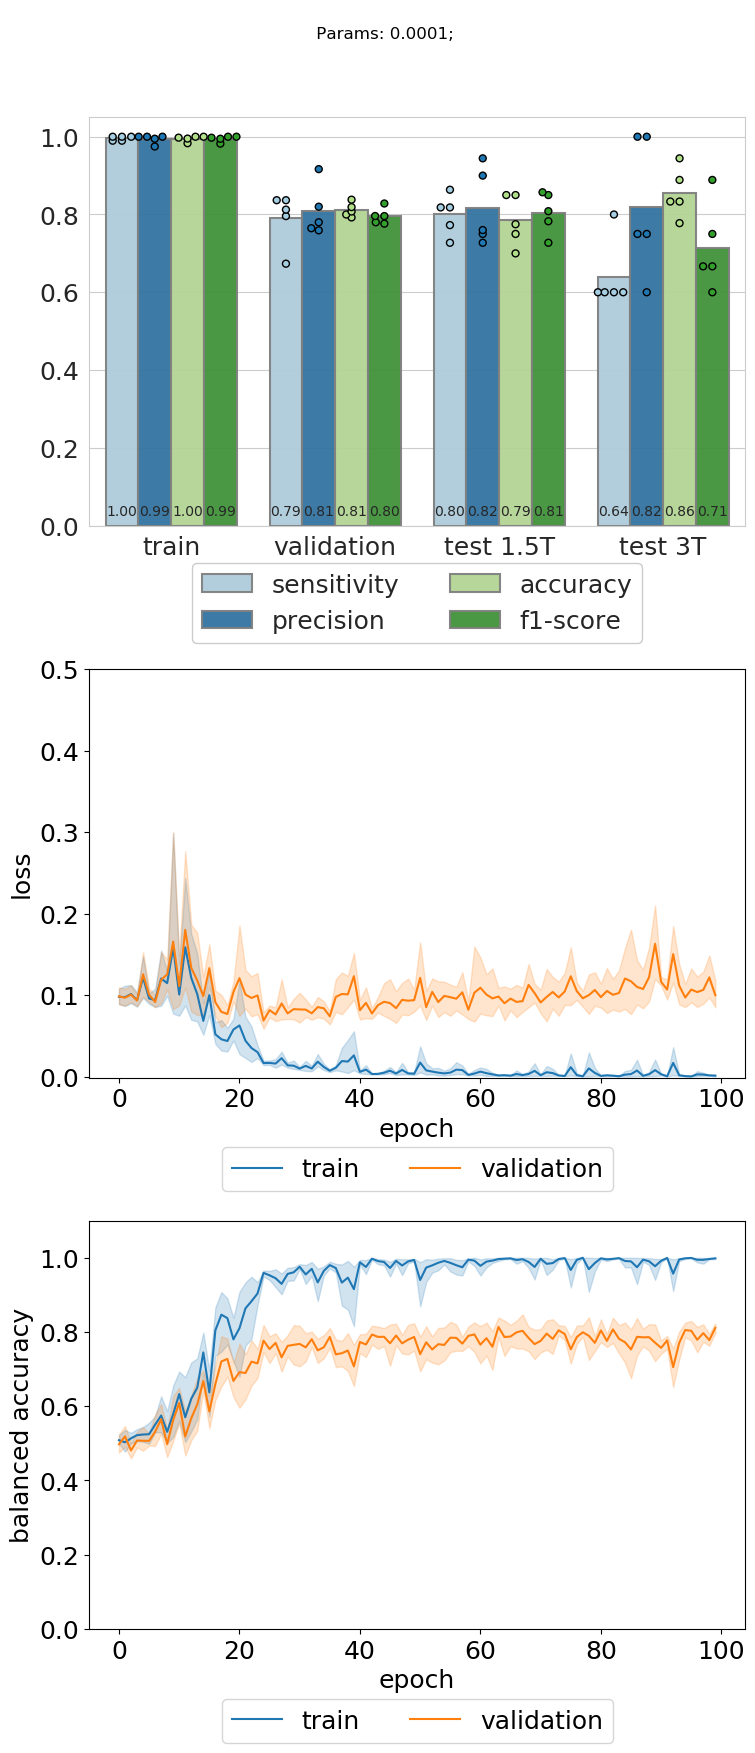 Params: 0.0001;
1.0
0.8
0.6
0.4
0.2
0.0
1.00 0.99 1.00 0.99 0.79 0.81 0.81 0.80 0.80 0.82 0.79 0.81 0.64 0.82 0.86 0.71
train validation test 1.5T test 3T
sensitivity accuracy
precision f1-score
0.5
0.4
0.3
0.2
0.1
0.0
loss
0 20 40 60 80 100
epoch
train validation
1.0
0.8
0.6
0.4
0.2
0.0
balanced accuracy
0 20 40 60 80 100
epoch
train validation